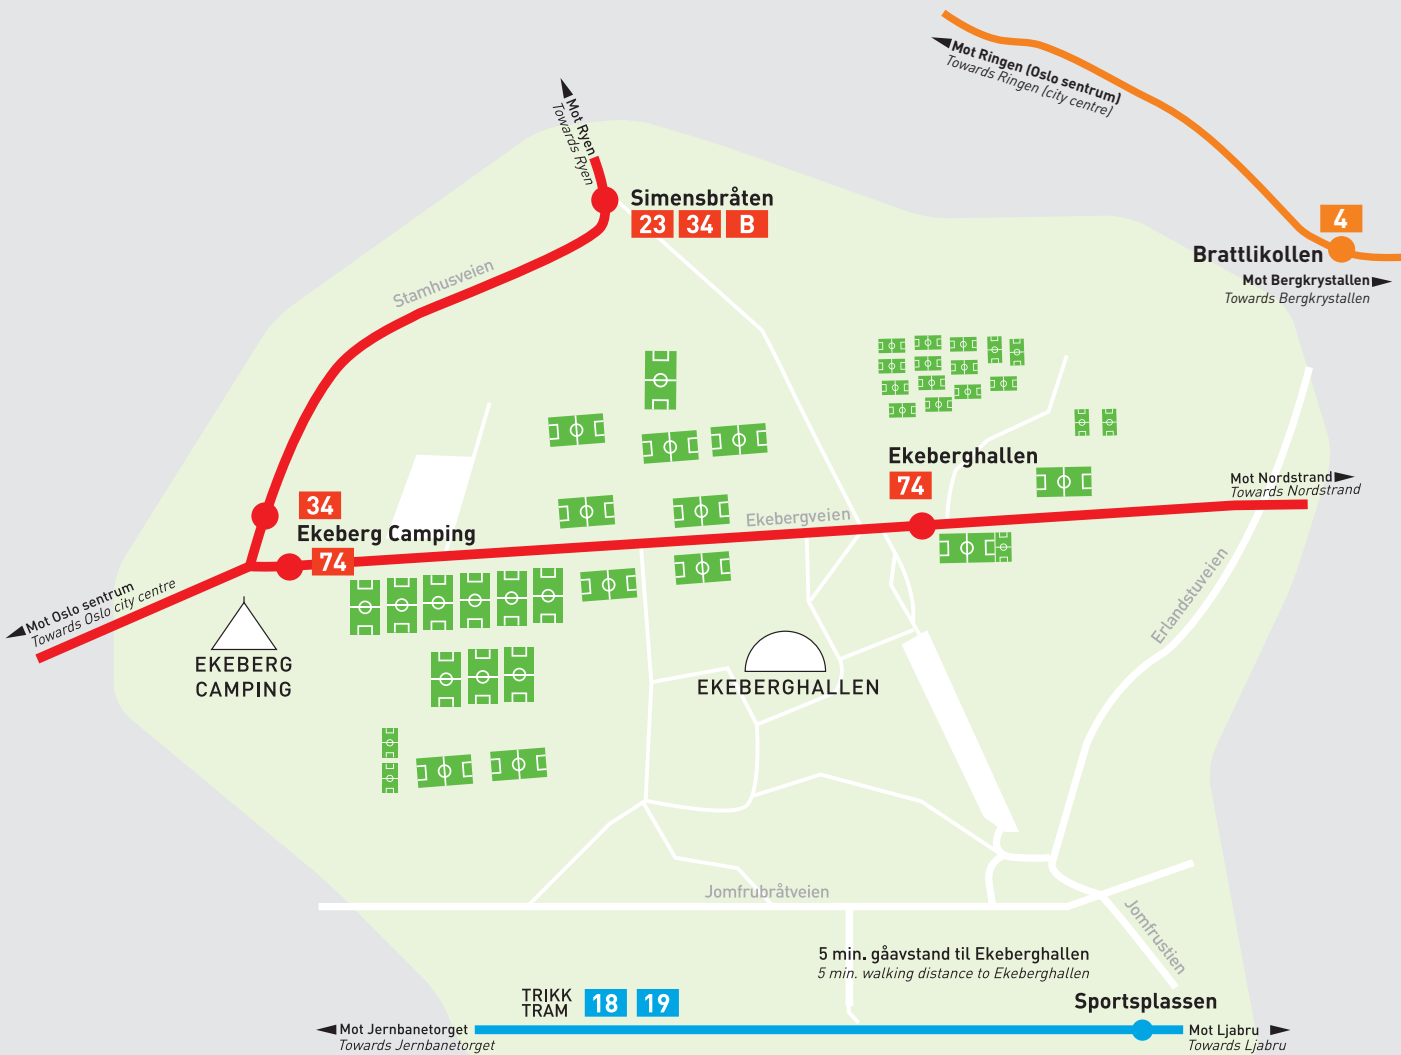 Mot Ringen (Oslo sentrum)
Towards Ringen (city centre)
Mot Ryen
Towards Ryen
Simensbråten
23 34 B
4
Brattlikollen
Mot Bergkrystallen
Towards Bergkrystallen
Stamhusveien
Ekeberghallen
74
Mot Nordstrand
Towards Nordstrand
34
Ekeberg Camping
74
Ekebergveien
Mot Oslo sentrum
Towards Oslo city centre
Erlandstuveien
EKEBERG
CAMPING
EKEBERGHALLEN
Jomfrubråtveien
Jomfrustien
5 min. gåavstand til Ekeberghallen
5 min. walking distance to Ekeberghallen
TRIKK
TRAM
18 19
Sportsplassen
Mot Jernbanetorget
Towards Jernbanetorget
Mot Ljabru
Towards Ljabru